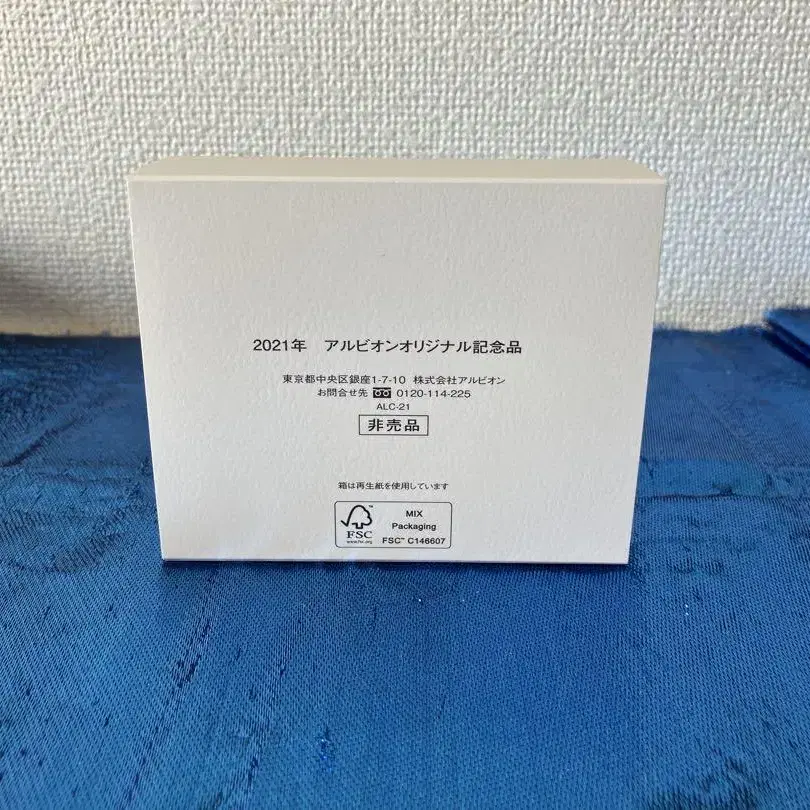 2021年　アルビオンオリジナル記念品
東京都中央区銀座1-7-10 株式会社アルビオン
お問合せ先 0120-114-225
ALC-21
非売品
箱は再生紙を使用しています
FSC™
www.fsc.org
MIX
Packaging
FSC™ C146607